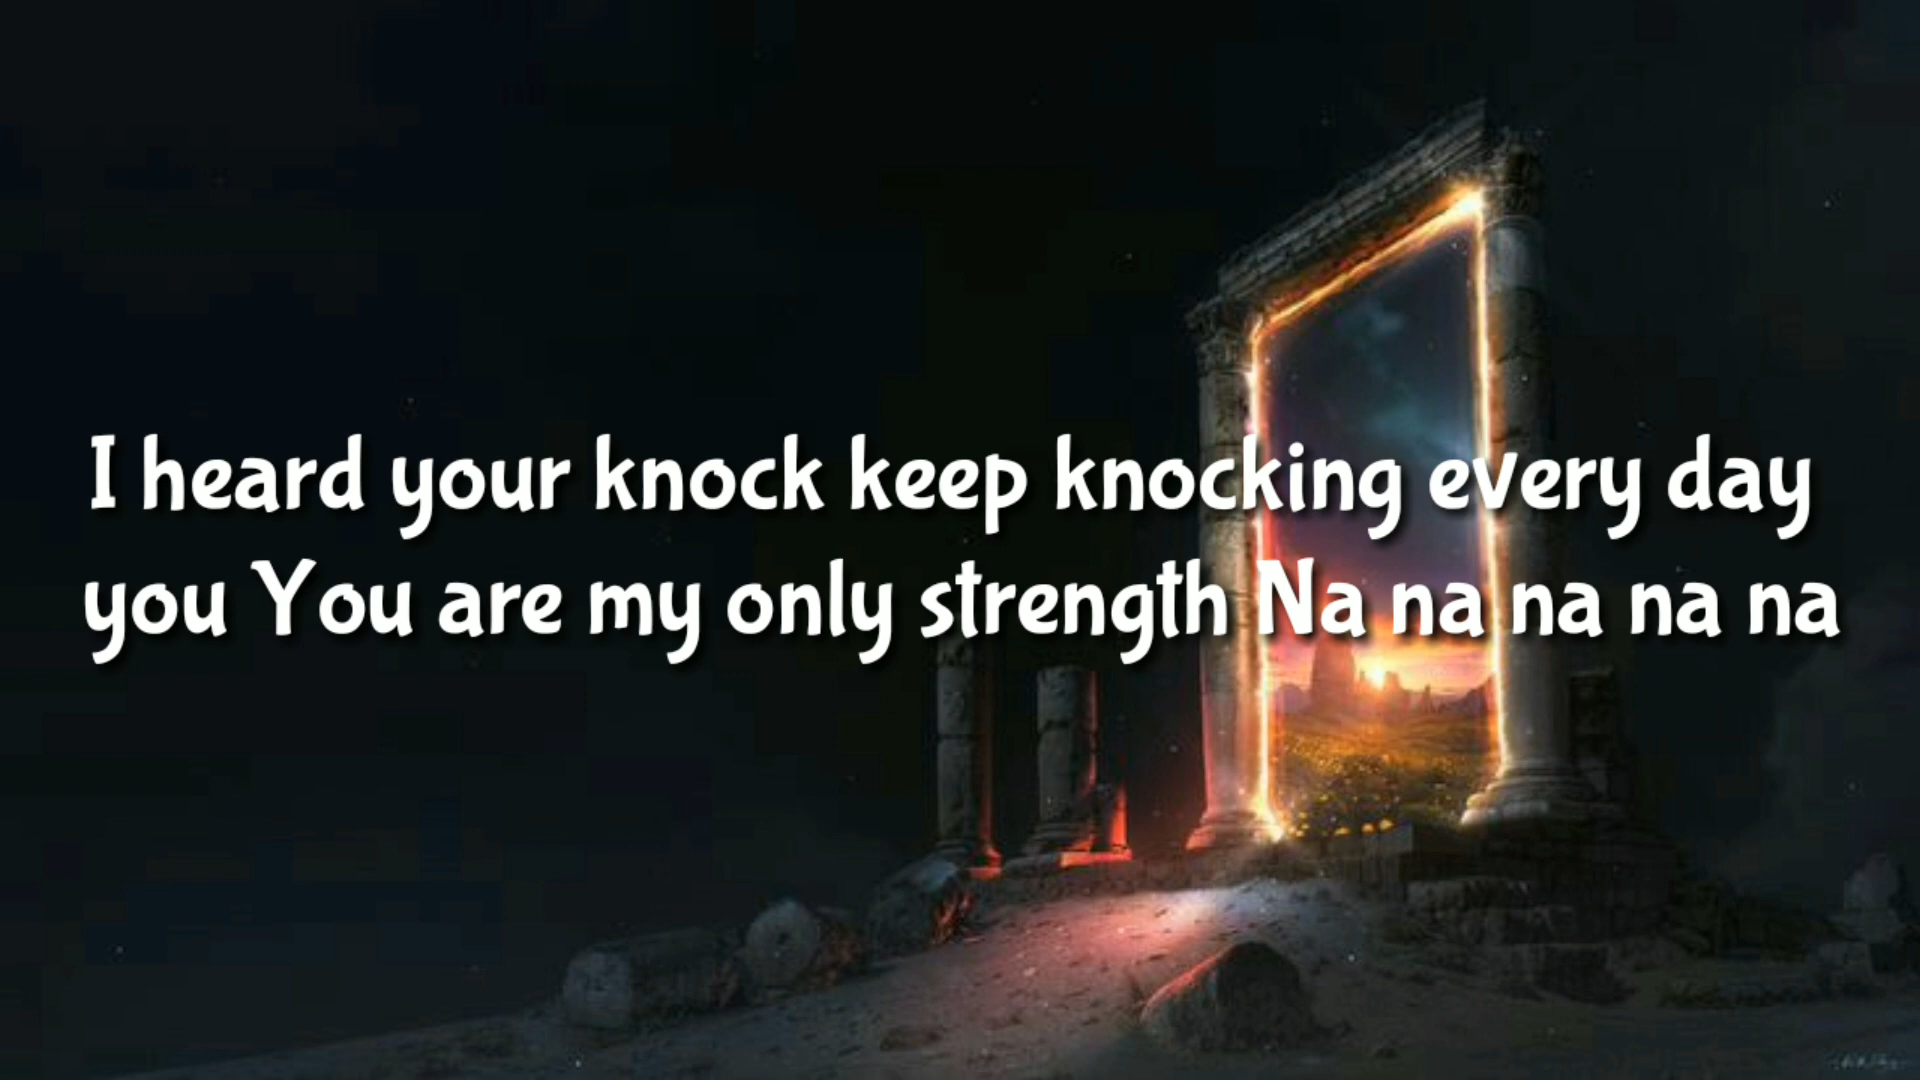 I heard your knock keep knocking every day
you You are my only strength Na na na na na